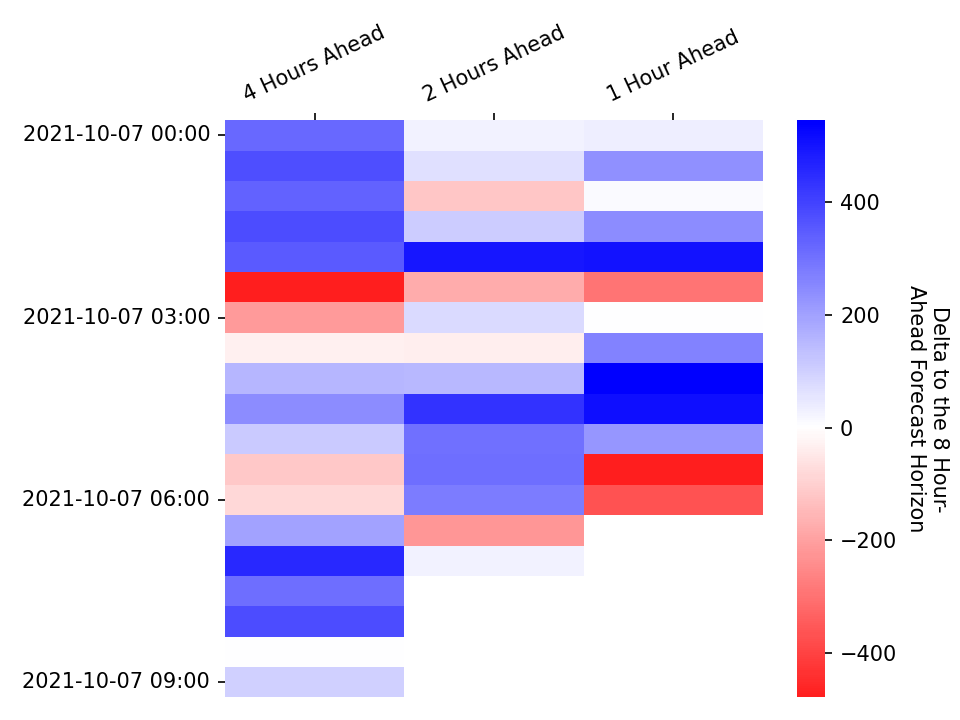 4 Hours Ahead
2 Hours Ahead
1 Hour Ahead
2021-10-07 00:00
2021-10-07 03:00
2021-10-07 06:00
2021-10-07 09:00
400
200
0
−200
−400
Delta to the 8 Hour-
Ahead Forecast Horizon